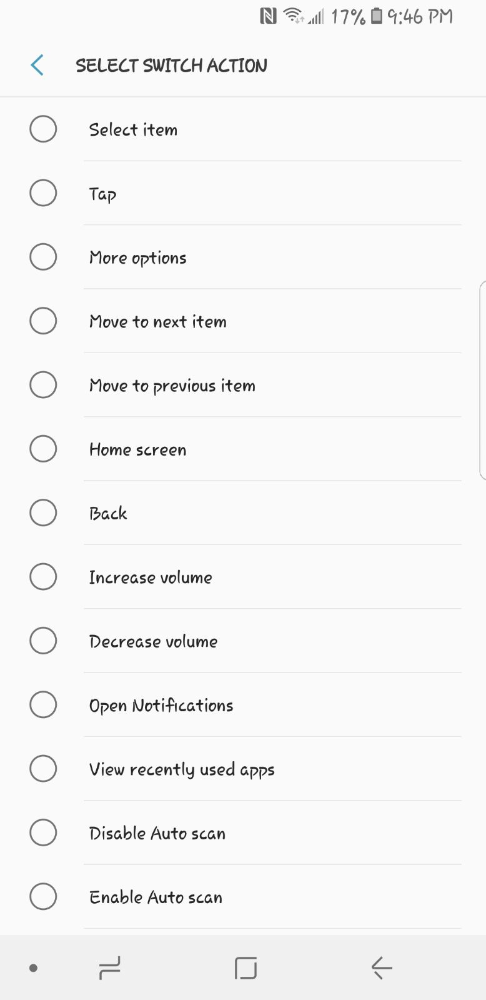 17% 9:46 PM
SELECT SWITCH ACTION
Select item
Tap
More options
Move to next item
Move to previous item
Home screen
Back
Increase volume
Decrease volume
Open Notifications
View recently used apps
Disable Auto scan
Enable Auto scan